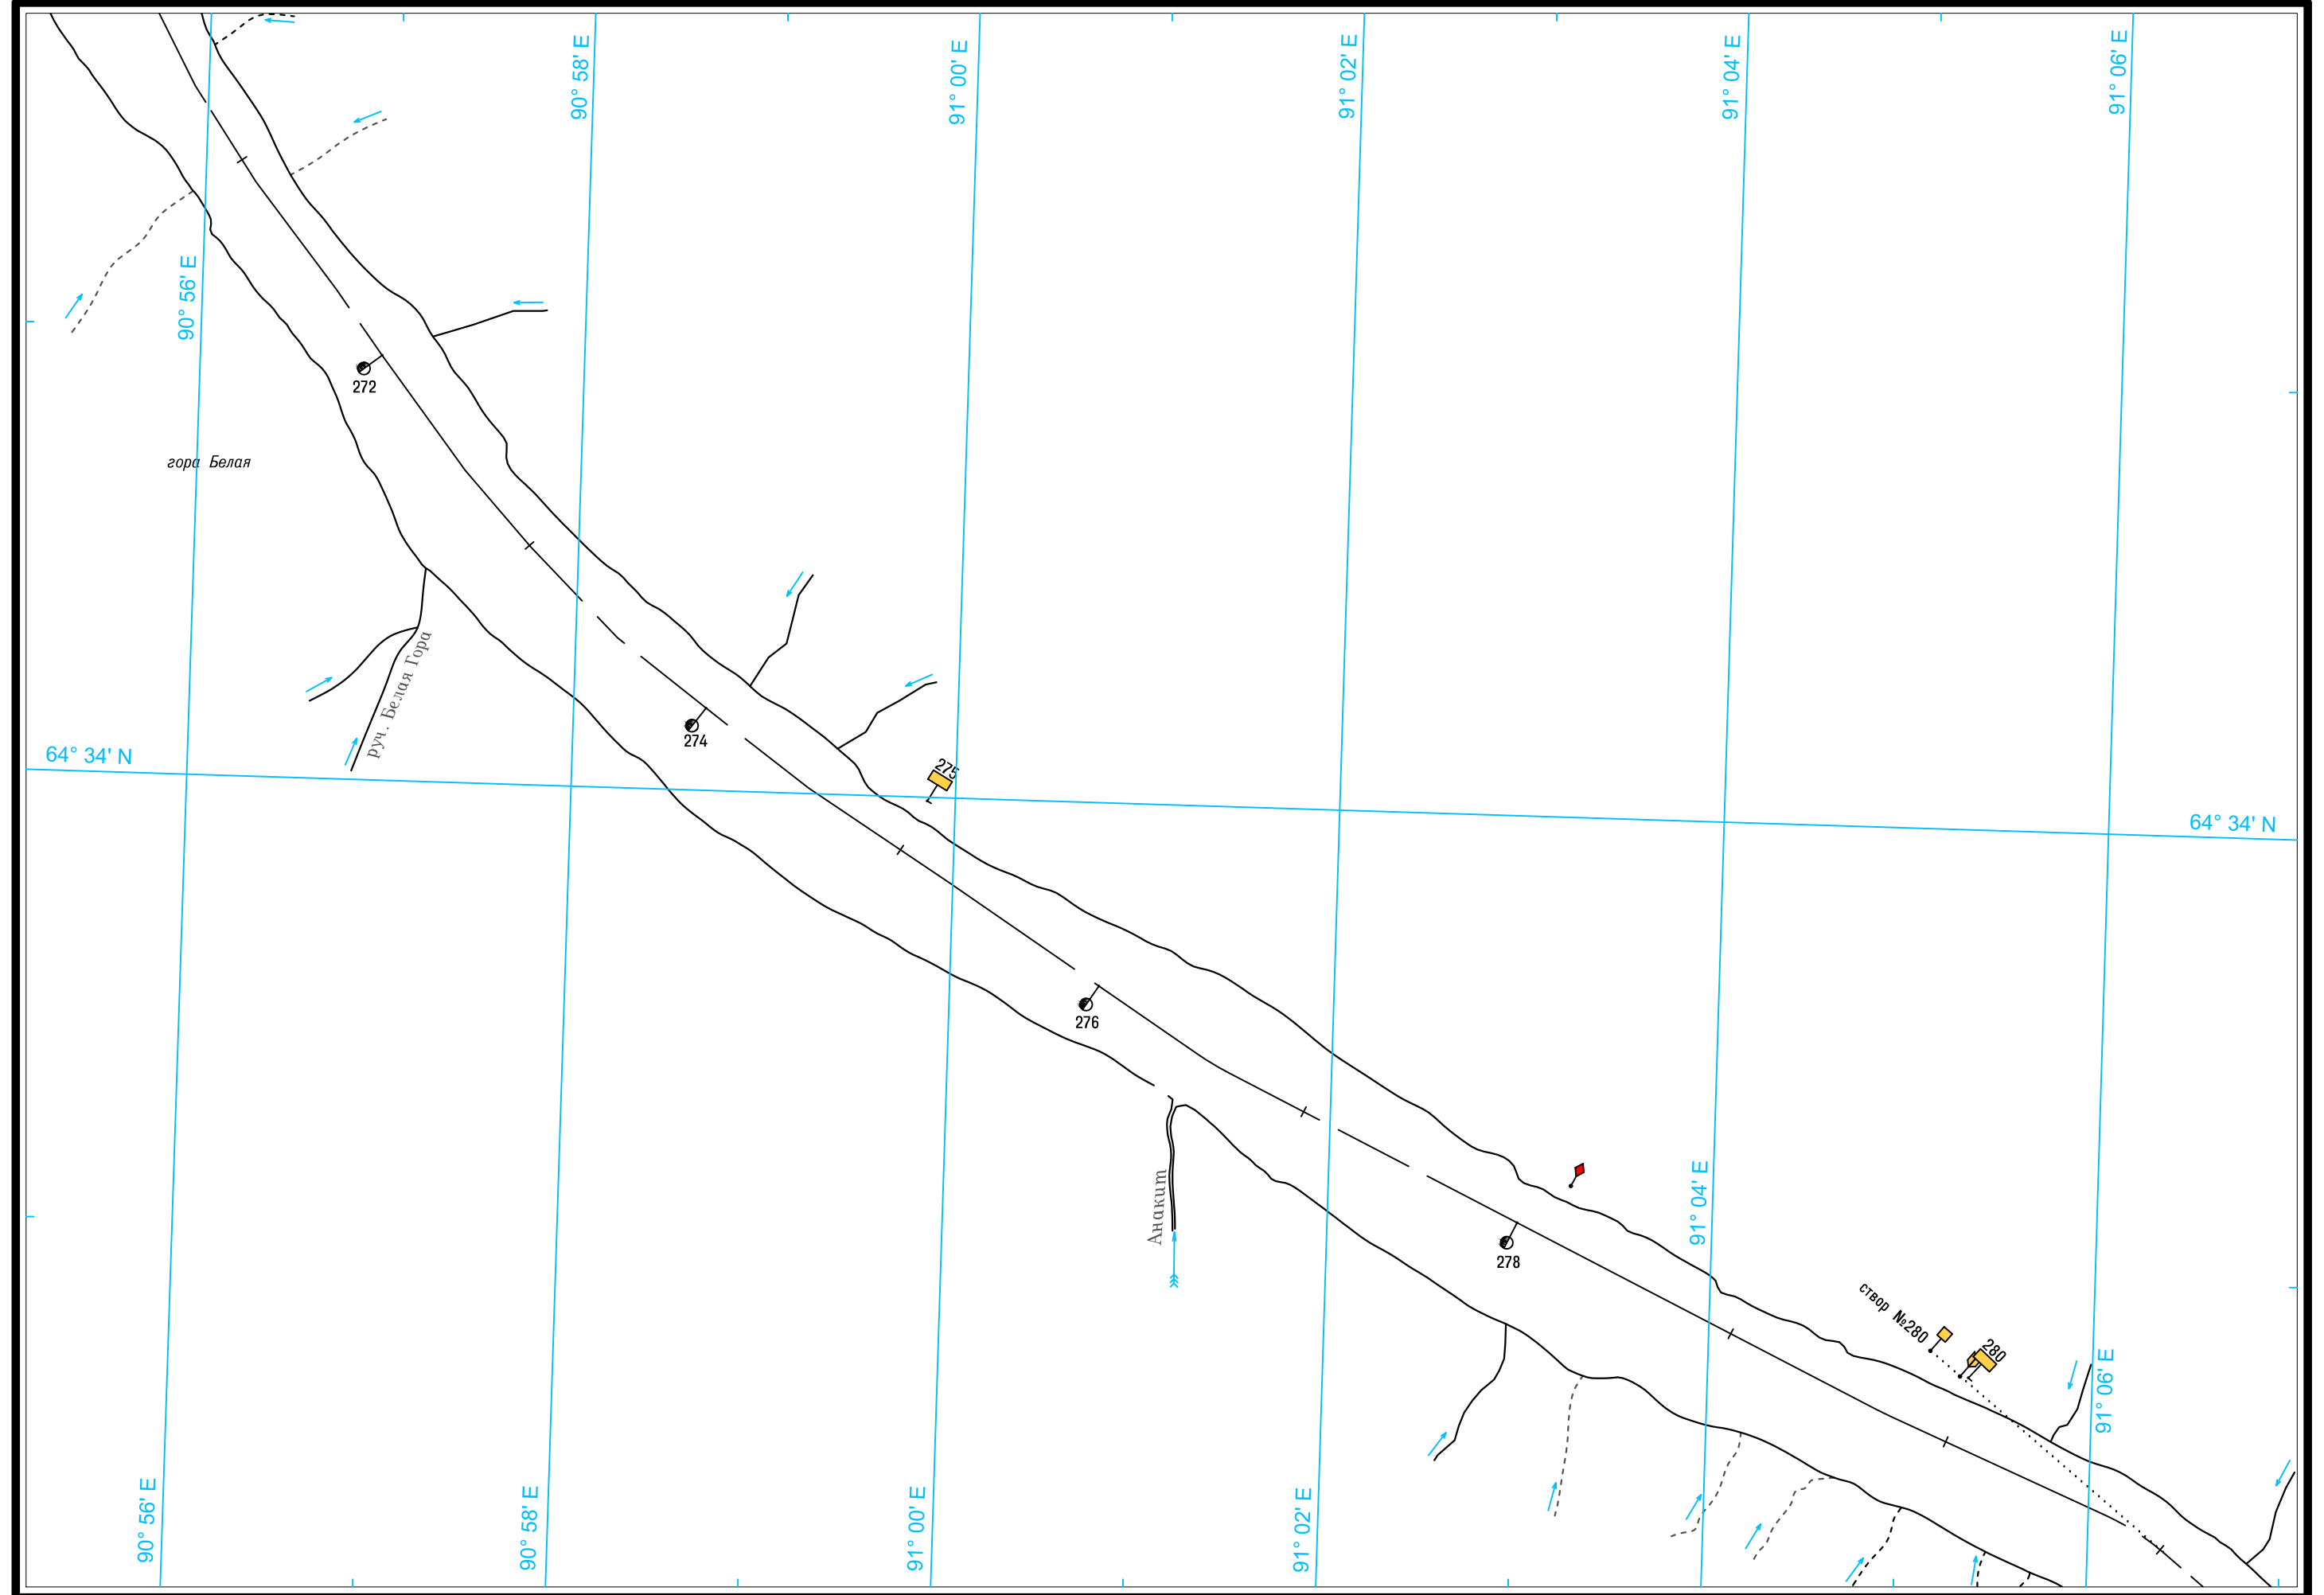 90° 58' E
91° 00' E
91° 02' E
91° 04' E
91° 06' E
90° 56' E
272
гора Белая
руч. Белая Гора
274
64° 34' N
275
64° 34' N
276
Анакит
278
91° 04' E
створ №280
280
91° 06' E
90° 56' E
90° 58' E
91° 00' E
91° 02' E